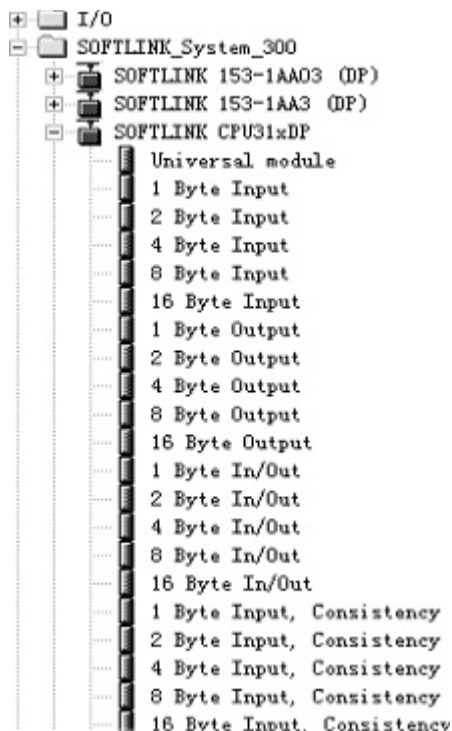 I/O
SOFTLINK_System_300
SOFTLINK 153-1AA03 (DP)
SOFTLINK 153-1AA3 (DP)
SOFTLINK CPU31xDP
Universal module
1 Byte Input
2 Byte Input
4 Byte Input
8 Byte Input
16 Byte Input
1 Byte Output
2 Byte Output
4 Byte Output
8 Byte Output
16 Byte Output
1 Byte In/Out
2 Byte In/Out
4 Byte In/Out
8 Byte In/Out
16 Byte In/Out
1 Byte Input, Consistency
2 Byte Input, Consistency
4 Byte Input, Consistency
8 Byte Input, Consistency
16 Byte Input, Consistency